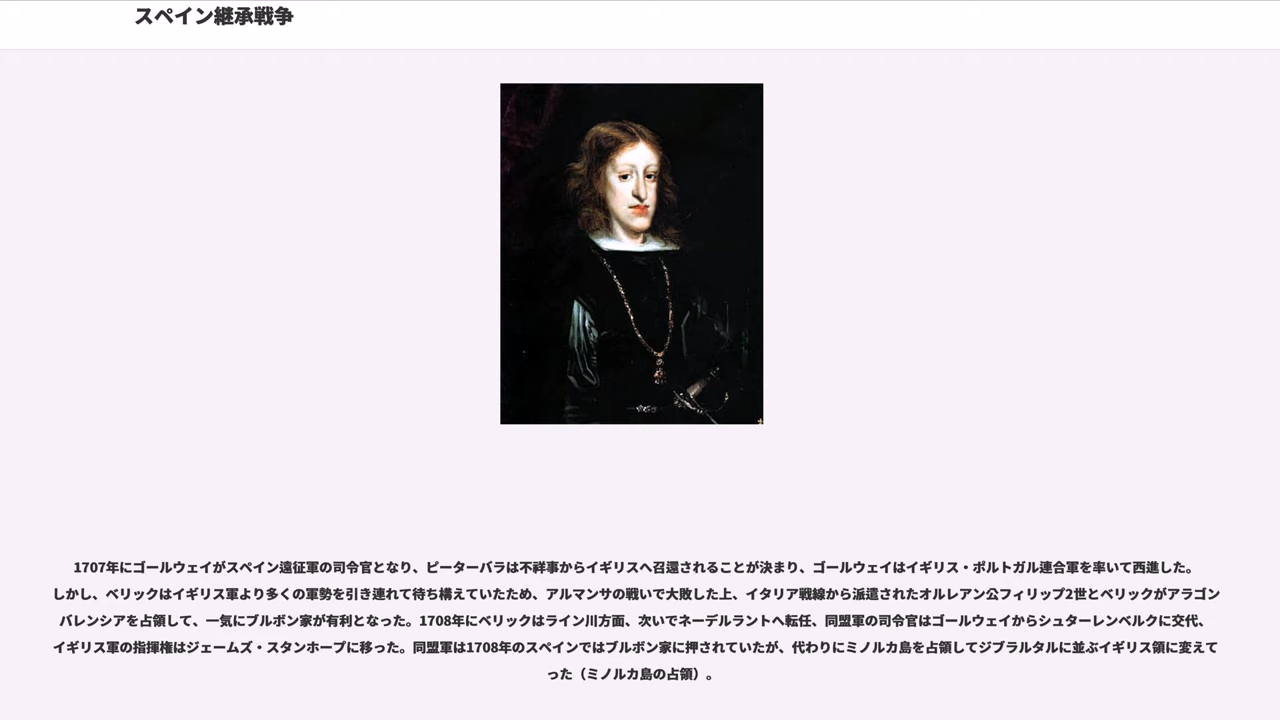 スペイン継承戦争
1707年にゴールウェイがスペイン遠征軍の司令官となり、ピーターバラは不祥事からイギリスへ召還されることが決まり、ゴールウェイはイギリス・ポルトガル連合軍を率いて西進した。
しかし、ベリックはイギリス軍より多くの軍勢を引き連れて待ち構えていたため、アルマンサの戦いで大敗した上、イタリア戦線から派遣されたオルレアン公フィリップ2世とベリックがアラゴン
バレンシアを占領して、一気にブルボン家が有利となった。1708年にベリックはライン川方面、次いでネーデルラントへ転任、同盟軍の司令官はゴールウェイからシュターレンベルクに交代、
イギリス軍の指揮権はジェームズ・スタンホープに移った。同盟軍は1708年のスペインではブルボン家に押されていたが、代わりにミノルカ島を占領してジブラルタルに並ぶイギリス領に変えて
った（ミノルカ島の占領）。